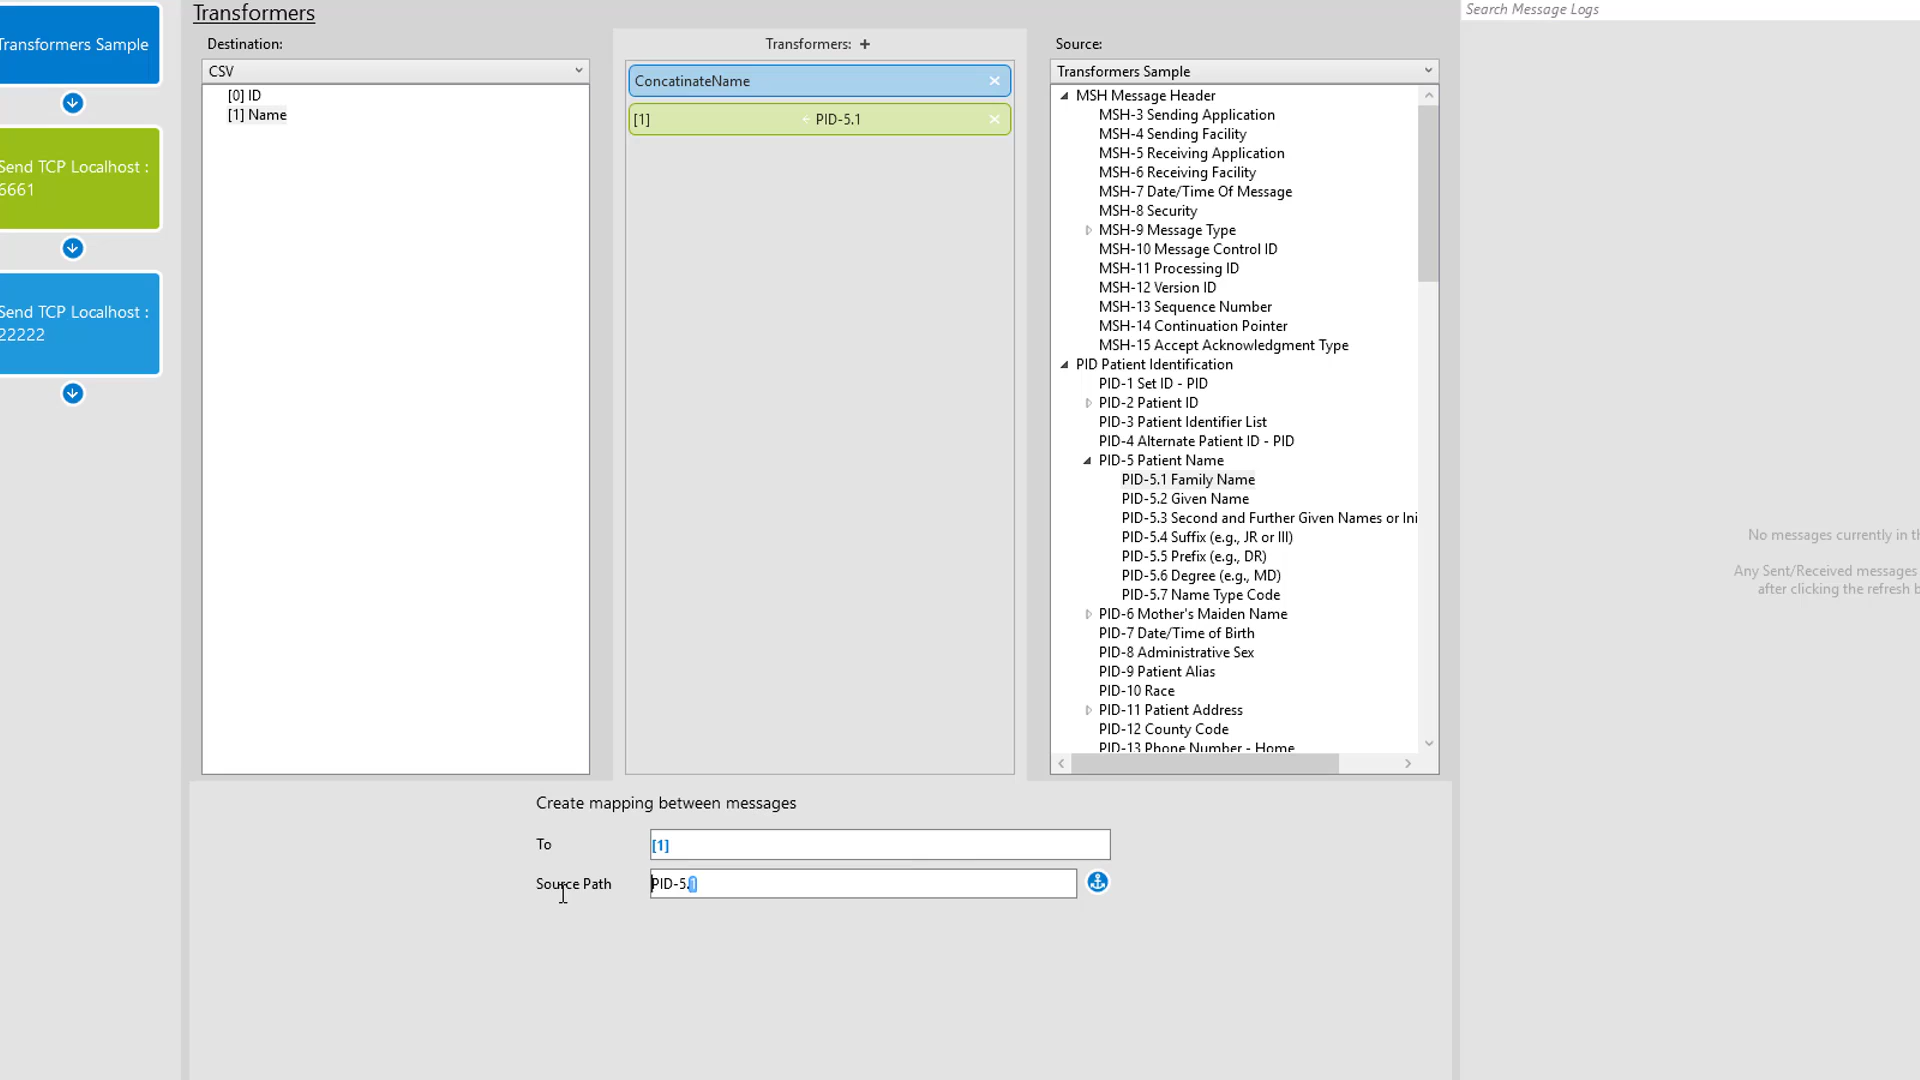 Transformers Sample
Send TCP Localhost :
6661
Send TCP Localhost :
22222
Transformers
Destination:
CSV
[0] ID
[1] Name
Transformers: +
ConcatinateName
[1] ← PID-5.1
Source:
Transformers Sample
MSH Message Header
MSH-3 Sending Application
MSH-4 Sending Facility
MSH-5 Receiving Application
MSH-6 Receiving Facility
MSH-7 Date/Time Of Message
MSH-8 Security
MSH-9 Message Type
MSH-10 Message Control ID
MSH-11 Processing ID
MSH-12 Version ID
MSH-13 Sequence Number
MSH-14 Continuation Pointer
MSH-15 Accept Acknowledgment Type
PID Patient Identification
PID-1 Set ID - PID
PID-2 Patient ID
PID-3 Patient Identifier List
PID-4 Alternate Patient ID - PID
PID-5 Patient Name
PID-5.1 Family Name
PID-5.2 Given Name
PID-5.3 Second and Further Given Names or Ini
PID-5.4 Suffix (e.g., JR or III)
PID-5.5 Prefix (e.g., DR)
PID-5.6 Degree (e.g., MD)
PID-5.7 Name Type Code
PID-6 Mother's Maiden Name
PID-7 Date/Time of Birth
PID-8 Administrative Sex
PID-9 Patient Alias
PID-10 Race
PID-11 Patient Address
PID-12 County Code
PID-13 Phone Number - Home
Create mapping between messages
To
[1]
Source Path
PID-5.1
Search Message Logs
No messages currently in th
Any Sent/Received messages
after clicking the refresh b